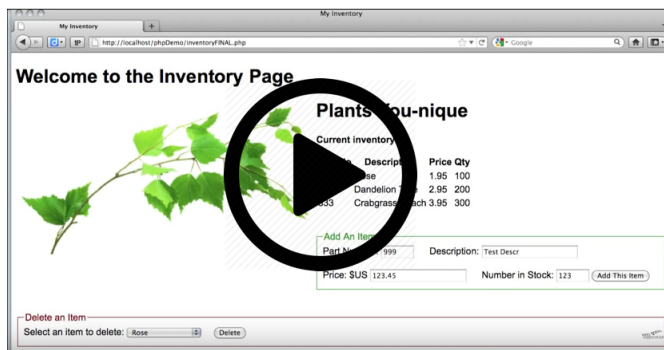 My Inventory
My Inventory
http://localhost/phpDemo/inventoryFINAL.php
Google
Welcome to the Inventory Page
Plants You-nique
Current inventory
Price Qty
1.95 100
Dandelion 2.95 200
Crabgrass 3.95 300
Add An Item
999 Description: Test Descr
Price: $US 123.45 Number in Stock: 123 Add This Item
Delete an Item
Select an item to delete: Rose Delete